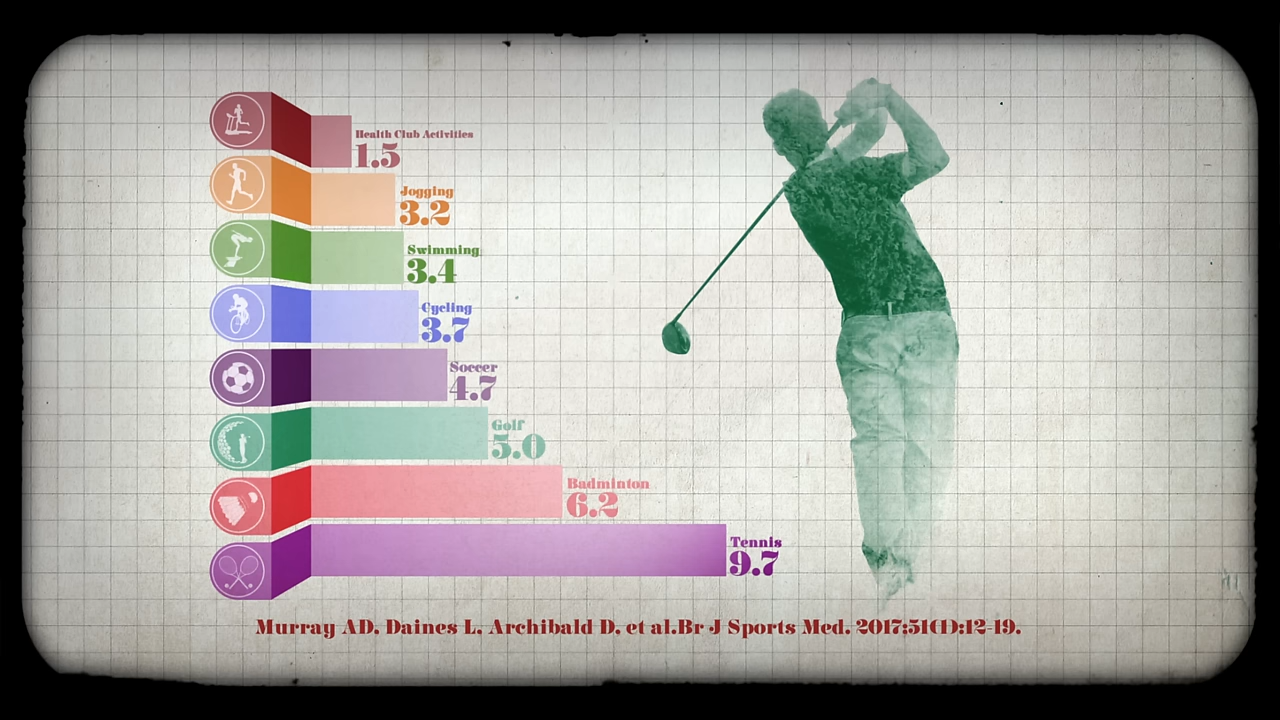 Health Club Activities
1.5
Jogging
3.2
Swimming
3.4
Cycling
3.7
Soccer
4.7
Golf
5.0
Badminton
6.2
Tennis
9.7
Murray AD, Daines L, Archibald D, et al.Br J Sports Med. 2017;51(1):12-19.